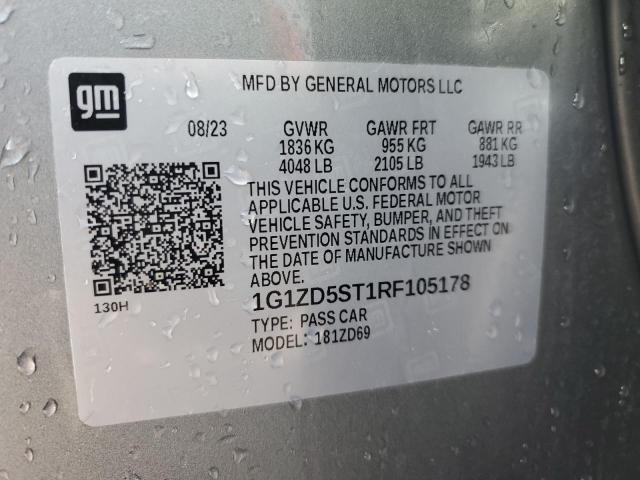 gm
MFD BY GENERAL MOTORS LLC
08/23 GVWR GAWR FRT GAWR RR
1836 KG 955 KG 881 KG
4048 LB 2105 LB 1943 LB
THIS VEHICLE CONFORMS TO ALL
APPLICABLE U.S. FEDERAL MOTOR
VEHICLE SAFETY, BUMPER, AND THEFT
PREVENTION STANDARDS IN EFFECT ON
THE DATE OF MANUFACTURE SHOWN
ABOVE.
130H
1G1ZD5ST1RF105178
TYPE: PASS CAR
MODEL: 181ZD69